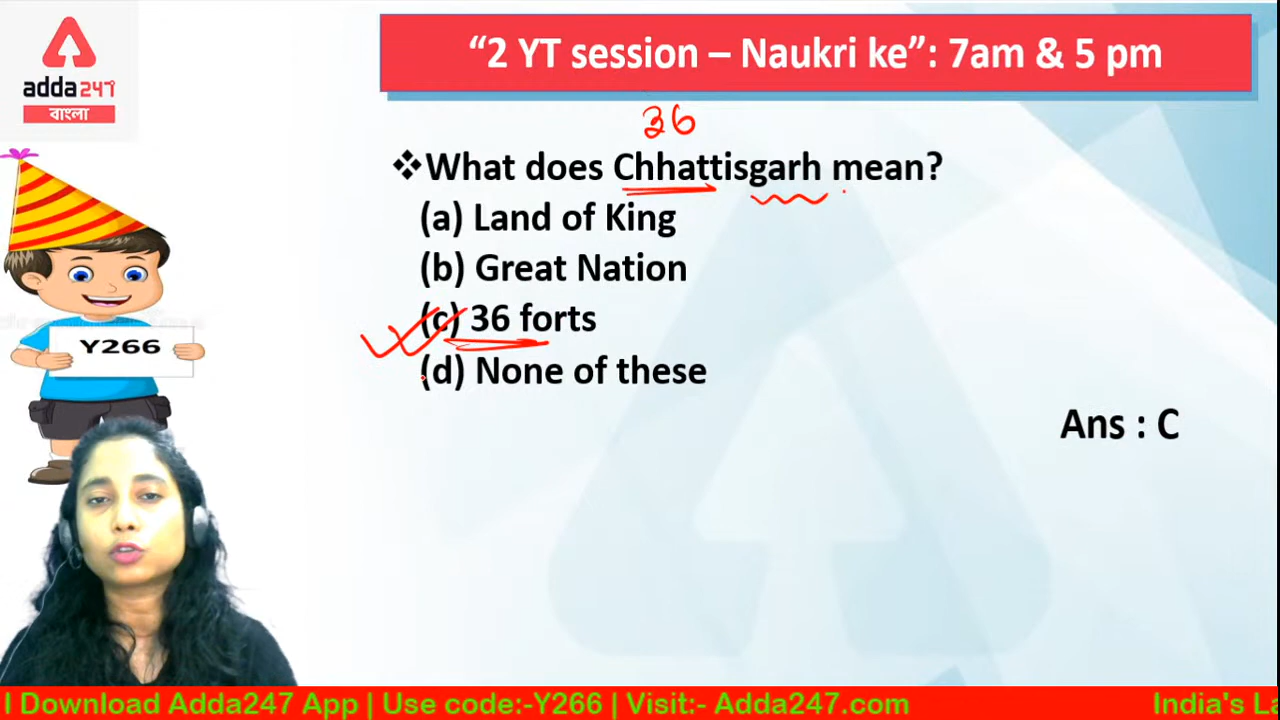 adda247
বাংলা
“2 YT session – Naukri ke”: 7am & 5 pm
36
❖What does Chhattisgarh mean?
(a) Land of King
(b) Great Nation
(c) 36 forts
(d) None of these
Y266
Ans : C
I Download Adda247 App | Use code:-Y266 | Visit:- Adda247.com
India's La